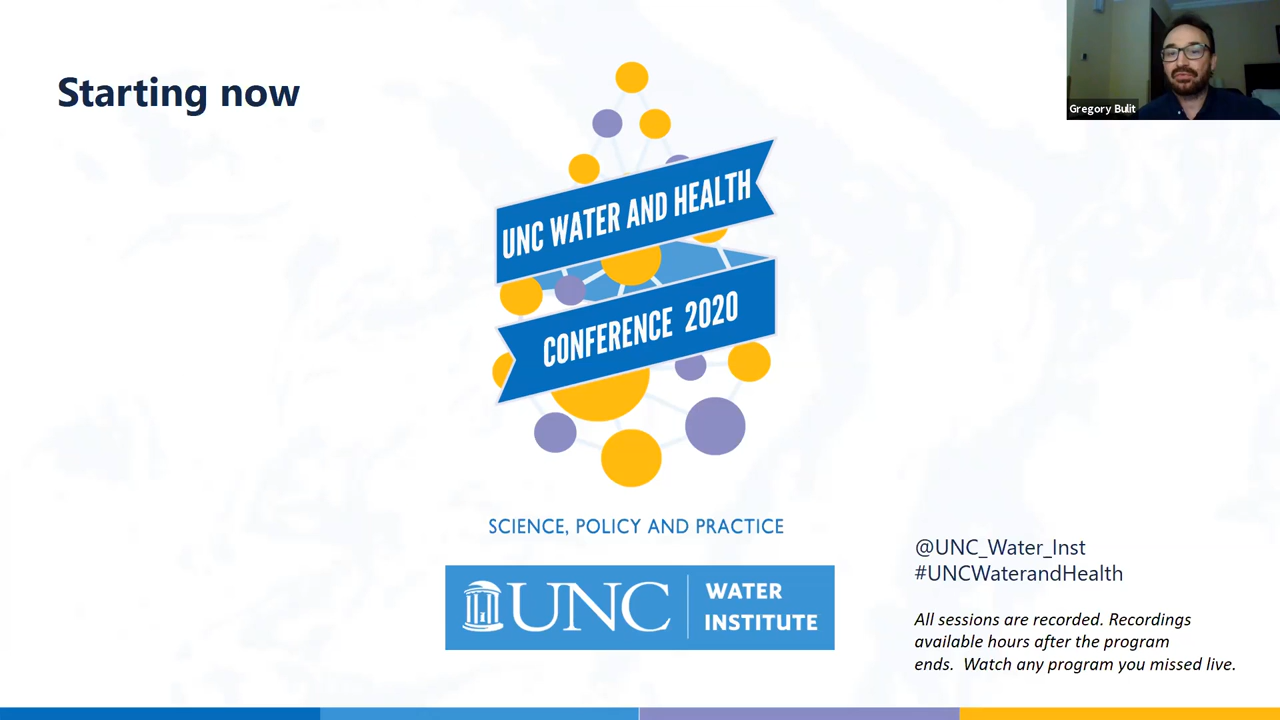 Starting now
Gregory Bulit
UNC WATER AND HEALTH
CONFERENCE 2020
SCIENCE, POLICY AND PRACTICE
UNC
WATER
INSTITUTE
@UNC_Water_Inst
#UNCWaterandHealth
All sessions are recorded. Recordings
available hours after the program
ends.  Watch any program you missed live.